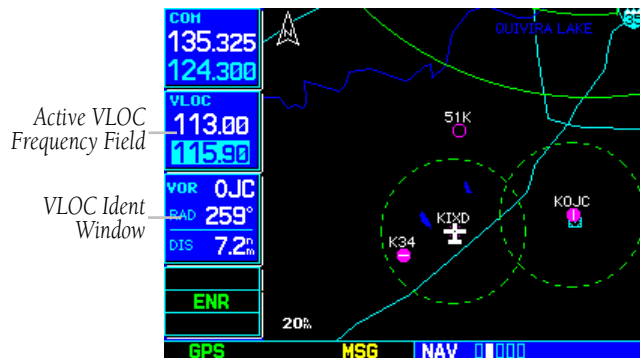 COM
135.325
124.300
VLOC
113.00
115.90
Active VLOC
Frequency Field
VOR OJC
RAD 259°
DIS 7.2nm
VLOC Ident
Window
ENR
GPS
MSG
NAV
20nm
QUIVIRA LAKE
35
51K
KIXD
KOJC
K34